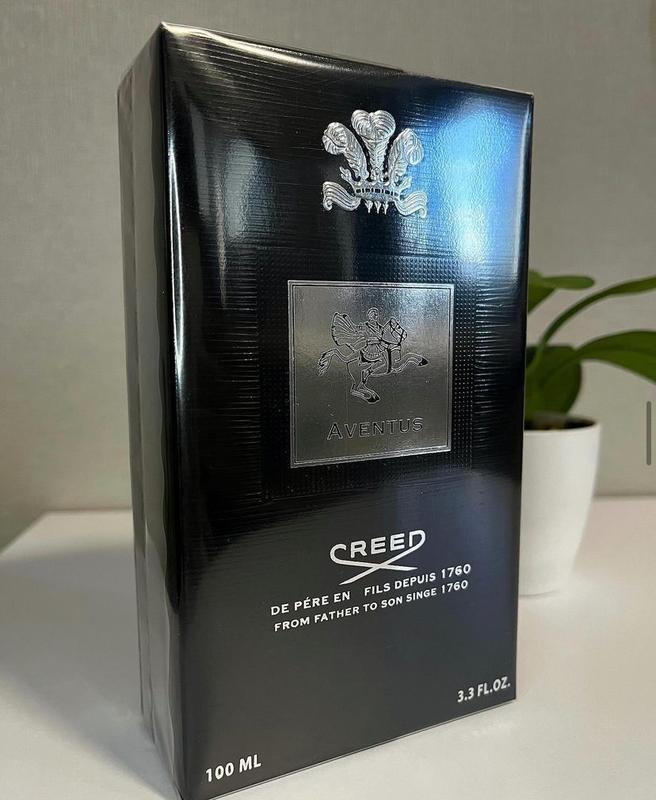 AVENTUS
CREED
DE PÉRE EN FILS DEPUIS 1760
FROM FATHER TO SON SINGE 1760
3.3 FL.OZ.
100 ML